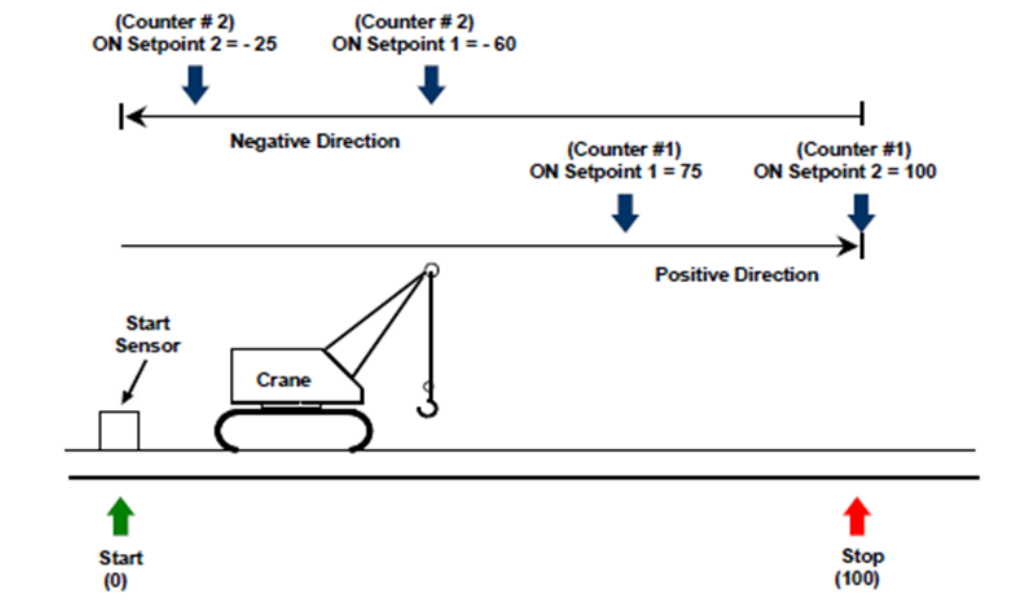 (Counter # 2)
ON Setpoint 2 = - 25
(Counter # 2)
ON Setpoint 1 = - 60
Negative Direction
(Counter #1)
ON Setpoint 1 = 75
(Counter #1)
ON Setpoint 2 = 100
Positive Direction
Start
Sensor
Crane
Start
(0)
Stop
(100)